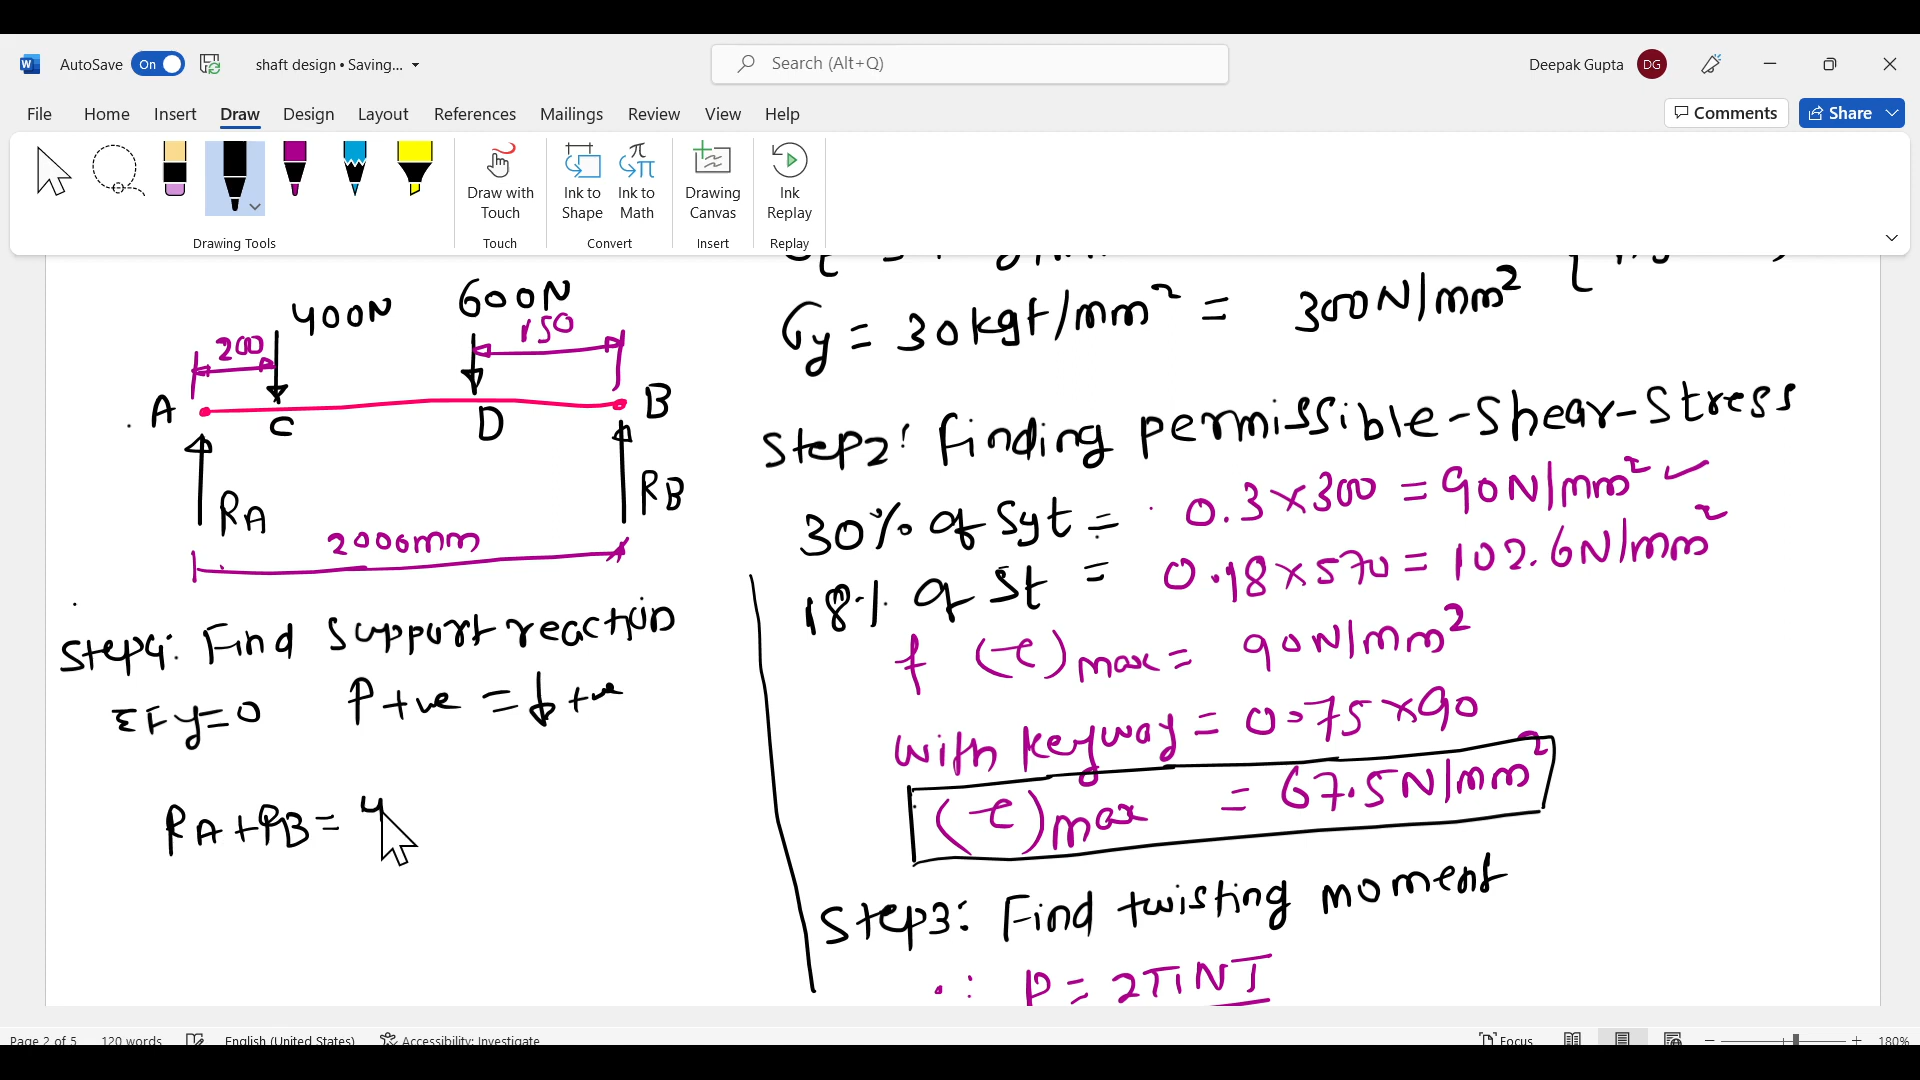 AutoSave On shaft design • Saving... Search (Alt+Q) Deepak Gupta DG
File Home Insert Draw Design Layout References Mailings Review View Help Comments Share
Draw with Touch
Ink to Shape
Ink to Math
Drawing Canvas
Ink Replay
Drawing Tools Touch Convert Insert Replay
400N 600N
200 150
A C D B
RA RB
2000mm
Step4: Find Support reaction
ΣFy=0 ↑+ve = ↓+ve
RA+RB= 4
σy = 30kgf/mm² = 300N/mm²
Step2: Finding permissible-Shear-Stress
30% of Syt = 0.3×300 = 90N/mm² ✓
18% of St = 0.18×570 = 102.6N/mm²
f (τ)max = 90N/mm²
with keyway = 0.75×90
(τ)max = 67.5N/mm²
Step3: Find twisting moment
∴ P = 2πNT
Page 2 of 5 120 words English (United States) Accessibility: Investigate Focus 180%